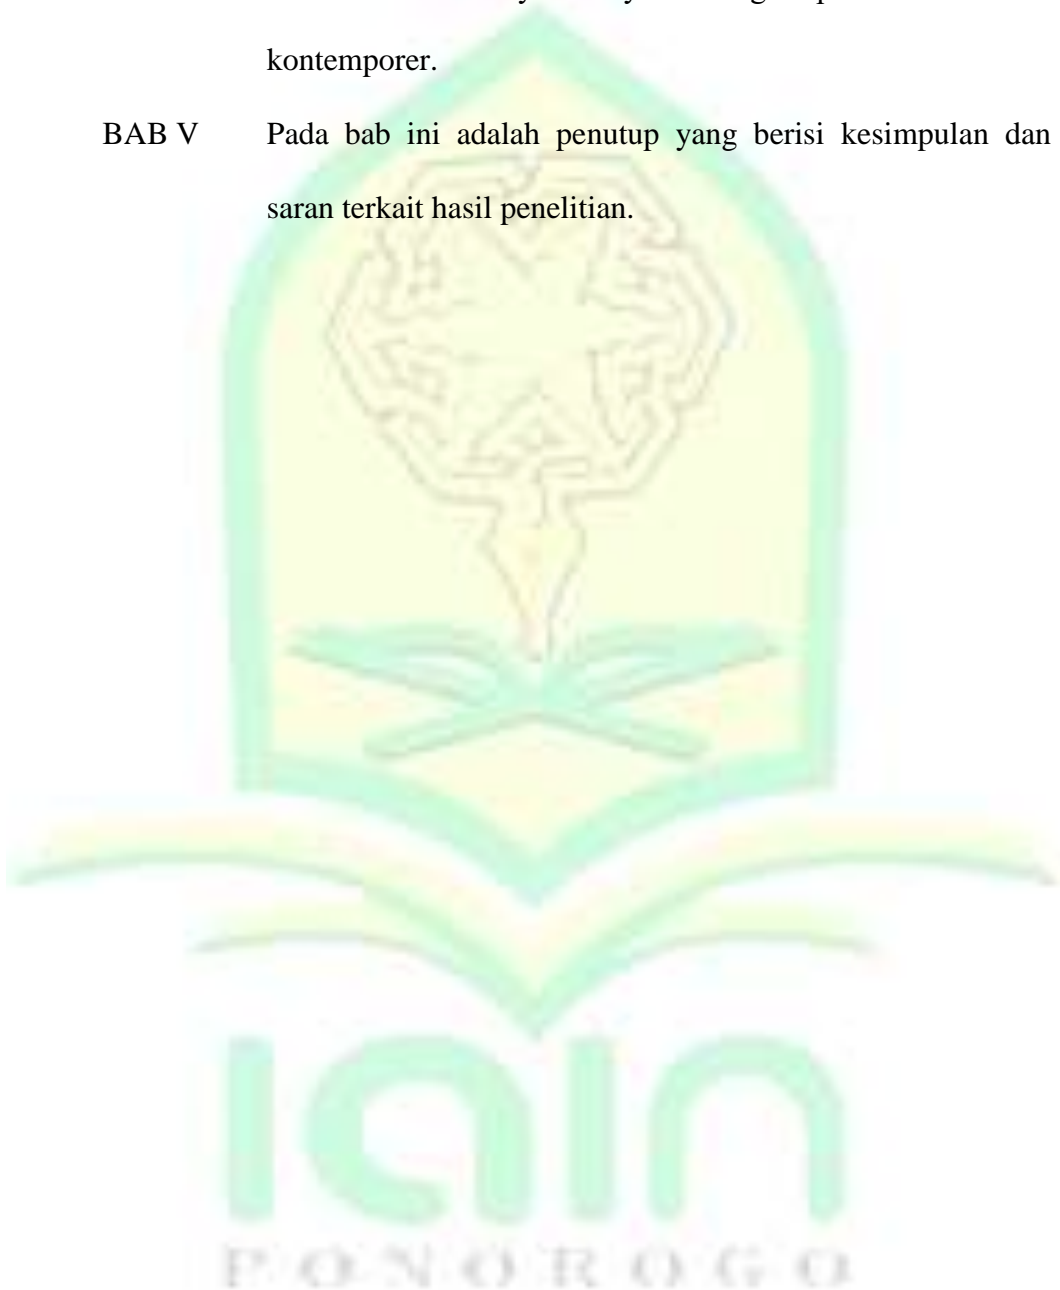 kontemporer.
BAB V Pada bab ini adalah penutup yang berisi kesimpulan dan
saran terkait hasil penelitian.
iain
PONOROGO